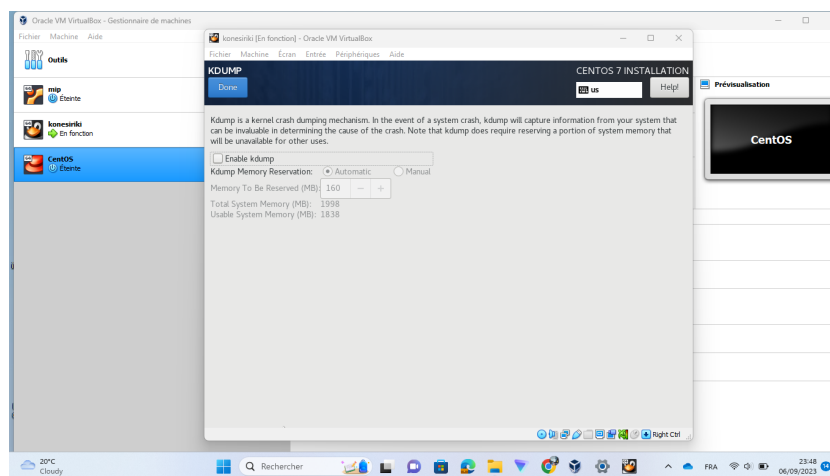 Oracle VM VirtualBox - Gestionnaire de machines
Fichier Machine Aide
Outils
mip
Éteinte
konesiriki
En fonction
CentOS
Éteinte
konesiriki [En fonction] - Oracle VM VirtualBox
Fichier Machine Écran Entrée Périphériques Aide
KDUMP
CENTOS 7 INSTALLATION
Done
us
Help!
Kdump is a kernel crash dumping mechanism. In the event of a system crash, kdump will capture information from your system that
can be invaluable in determining the cause of the crash. Note that kdump does require reserving a portion of system memory that
will be unavailable for other uses.
Enable kdump
Kdump Memory Reservation: Automatic Manual
Memory To Be Reserved (MB): 160 - +
Total System Memory (MB): 1998
Usable System Memory (MB): 1838
Right Ctrl
Prévisualisation
CentOS
20°C
Cloudy
Rechercher
FRA
23:48
06/09/2023